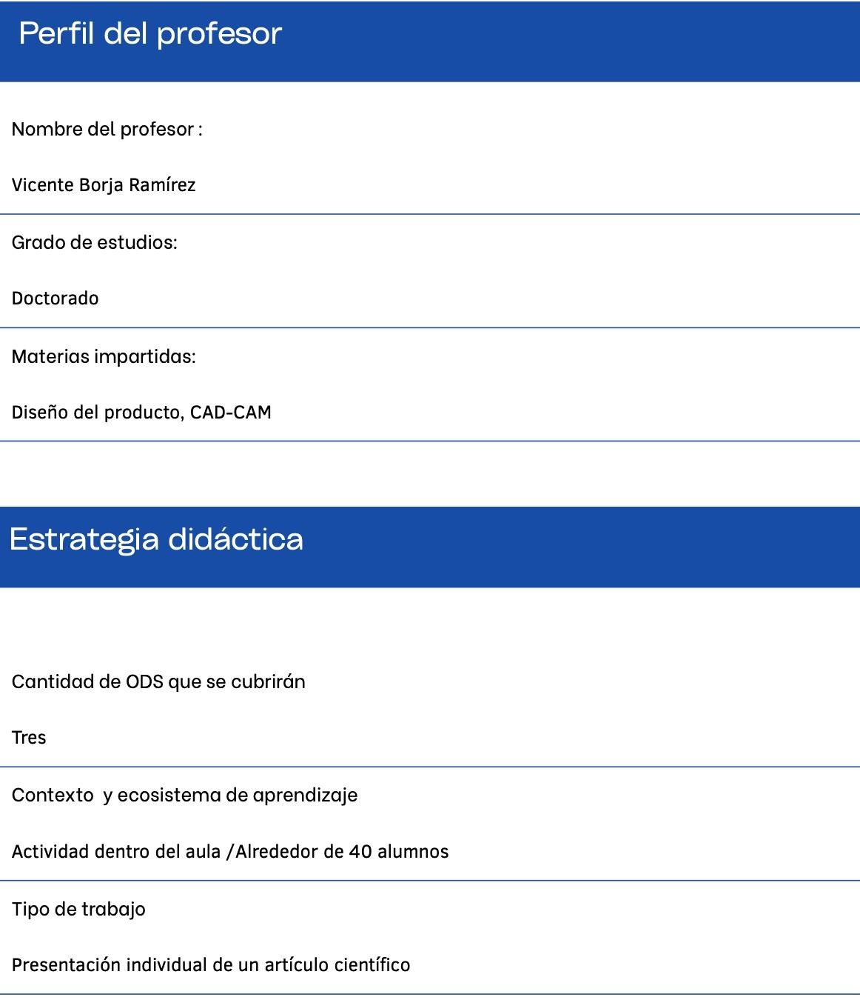 Perfil del profesor
Nombre del profesor :
Vicente Borja Ramírez
Grado de estudios:
Doctorado
Materias impartidas:
Diseño del producto, CAD-CAM
Estrategia didáctica
Cantidad de ODS que se cubrirán
Tres
Contexto y ecosistema de aprendizaje
Actividad dentro del aula /Alrededor de 40 alumnos
Tipo de trabajo
Presentación individual de un artículo científico